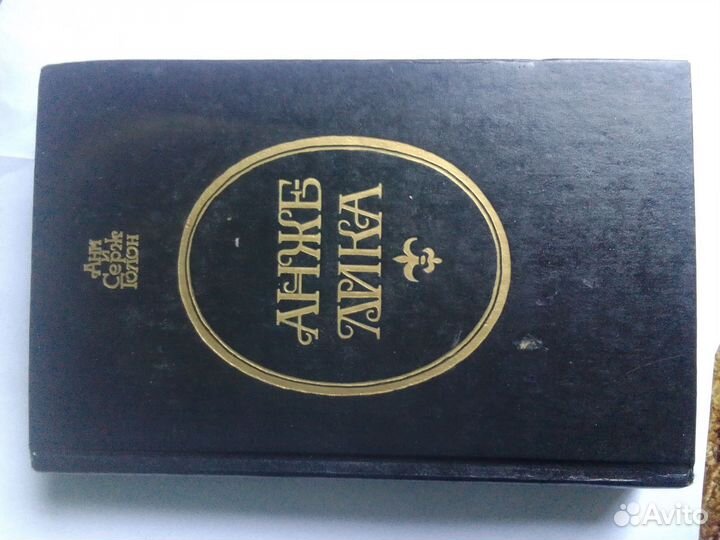 Анн
и
Серж
Голон
АНЖЕ-
ЛИКА
Avito